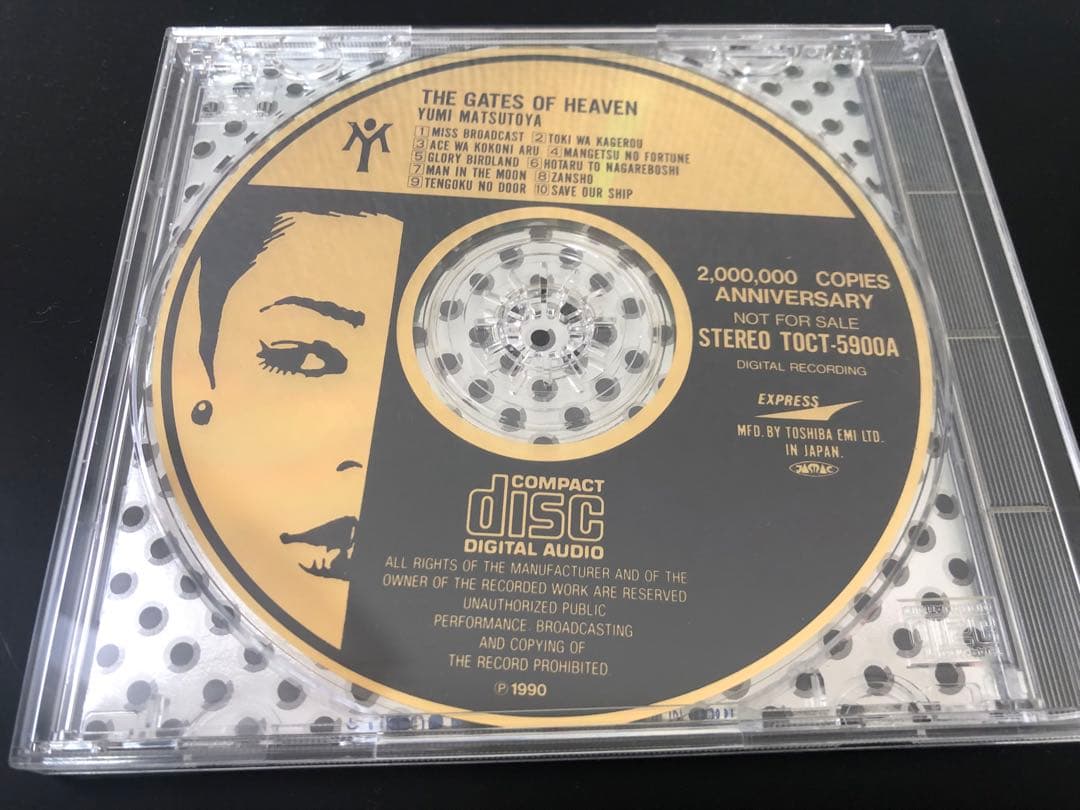 THE GATES OF HEAVEN
YUMI MATSUTOYA
1 MISS BROADCAST 2 TOKI WA KAGEROU
3 ACE WA KOKONI ARU 4 MANGETSU NO FORTUNE
5 GLORY BIRDLAND 6 HOTARU TO NAGAREBOSHI
7 MAN IN THE MOON 8 ZANSHO
9 TENGOKU NO DOOR 10 SAVE OUR SHIP
2,000,000 COPIES
ANNIVERSARY
NOT FOR SALE
STEREO TOCT-5900A
DIGITAL RECORDING
EXPRESS
MFD. BY TOSHIBA EMI LTD.
IN JAPAN.
JASRAC
COMPACT
disc
DIGITAL AUDIO
ALL RIGHTS OF THE MANUFACTURER AND OF THE
OWNER OF THE RECORDED WORK ARE RESERVED
UNAUTHORIZED PUBLIC
PERFORMANCE. BROADCASTING
AND COPYING OF
THE RECORD PROHIBITED
℗ 1990